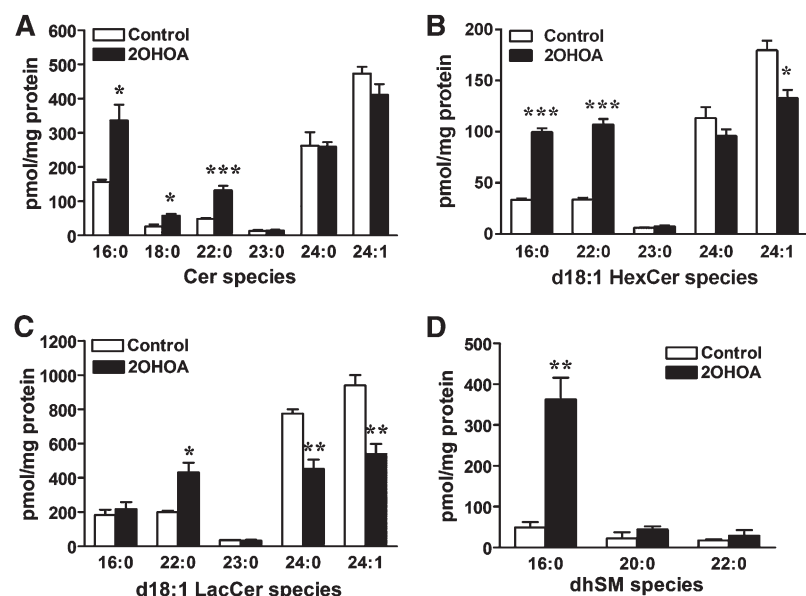 A
Control
2OHOA
pmol/mg protein
600
500
400
300
200
100
0
*
*
***
16:0 18:0 22:0 23:0 24:0 24:1
Cer species
B
Control
2OHOA
pmol/mg protein
200
150
100
50
0
***
***
*
16:0 22:0 23:0 24:0 24:1
d18:1 HexCer species
C
Control
2OHOA
pmol/mg protein
1200
1000
800
600
400
200
0
*
**
**
16:0 22:0 23:0 24:0 24:1
d18:1 LacCer species
D
Control
2OHOA
pmol/mg protein
500
400
300
200
100
0
**
16:0 20:0 22:0
dhSM species